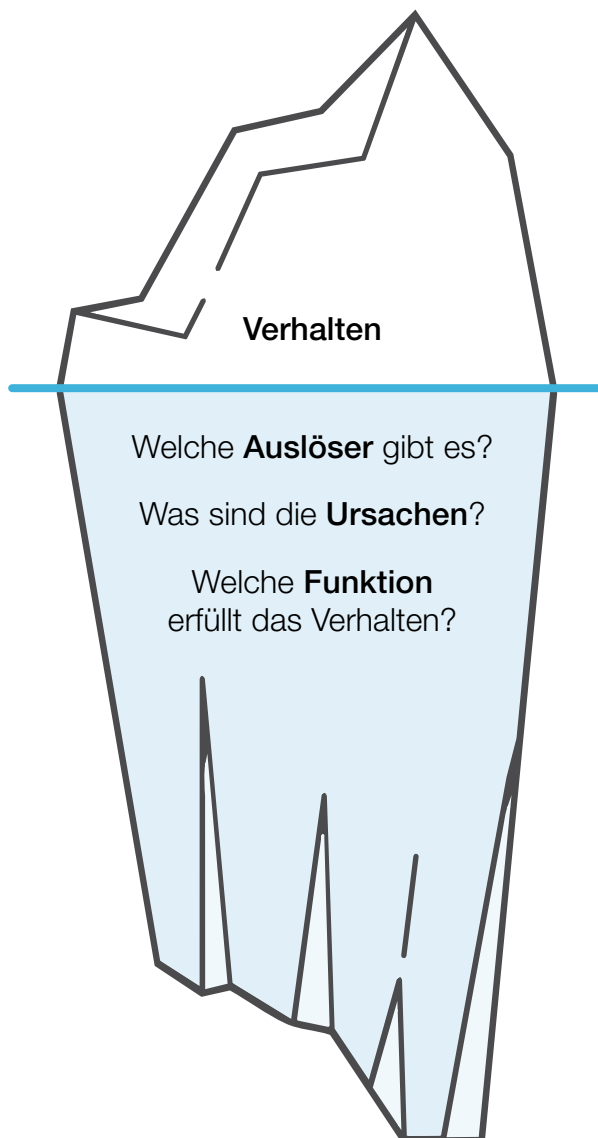 Verhalten
Welche Auslöser gibt es?
Was sind die Ursachen?
Welche Funktion
erfüllt das Verhalten?